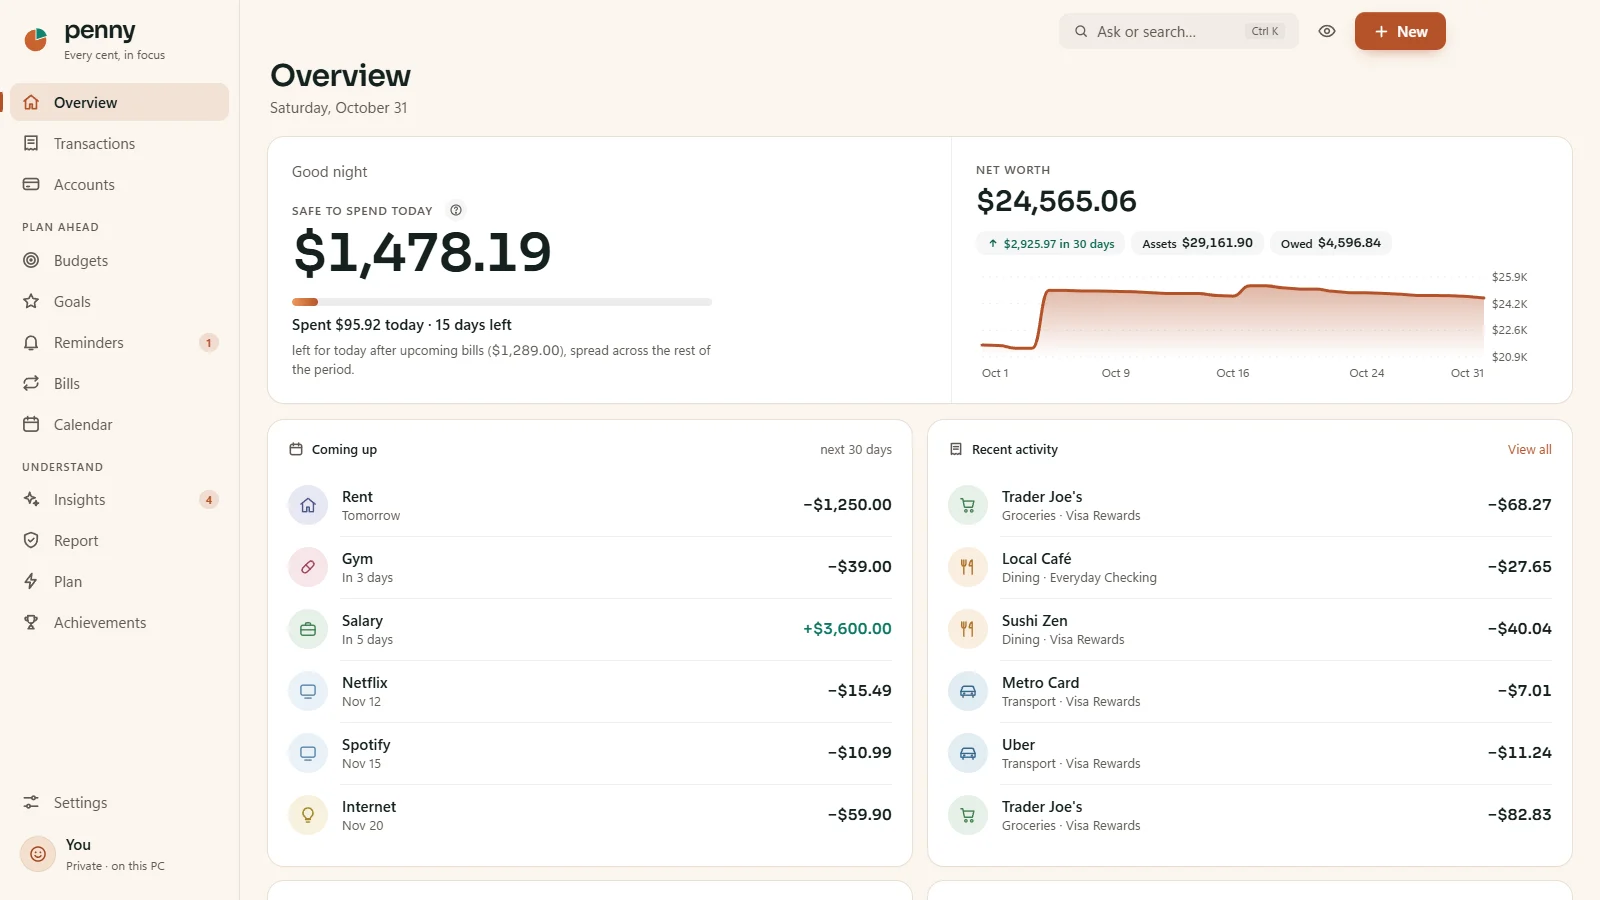 penny
Every cent, in focus
Overview
Transactions
Accounts
PLAN AHEAD
Budgets
Goals
Reminders 1
Bills
Calendar
UNDERSTAND
Insights 4
Report
Plan
Achievements
Settings
You
Private · on this PC
Ask or search... Ctrl K
New
Overview
Saturday, October 31
Good night
SAFE TO SPEND TODAY
$1,478.19
Spent $95.92 today · 15 days left
left for today after upcoming bills ($1,289.00), spread across the rest of
the period.
NET WORTH
$24,565.06
$2,925.97 in 30 days Assets $29,161.90 Owed $4,596.84
$25.9K
$24.2K
$22.6K
$20.9K
Oct 1 Oct 9 Oct 16 Oct 24 Oct 31
Coming up next 30 days
Rent
Tomorrow
−$1,250.00
Gym
In 3 days
−$39.00
Salary
In 5 days
+$3,600.00
Netflix
Nov 12
−$15.49
Spotify
Nov 15
−$10.99
Internet
Nov 20
−$59.90
Recent activity View all
Trader Joe's
Groceries · Visa Rewards
−$68.27
Local Café
Dining · Everyday Checking
−$27.65
Sushi Zen
Dining · Visa Rewards
−$40.04
Metro Card
Transport · Visa Rewards
−$7.01
Uber
Transport · Visa Rewards
−$11.24
Trader Joe's
Groceries · Visa Rewards
−$82.83